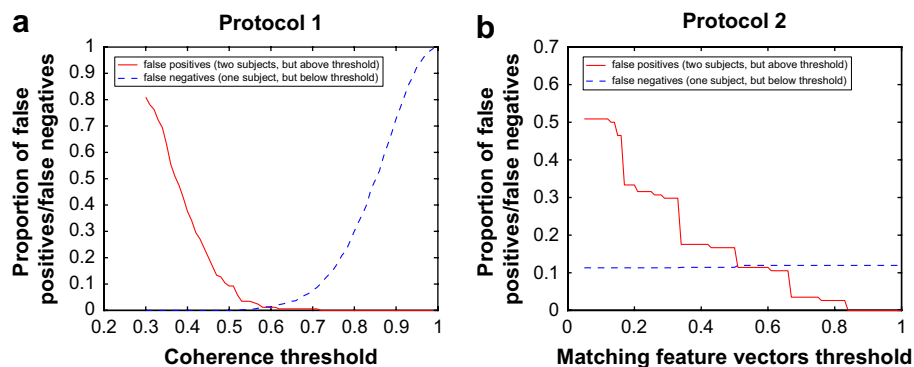 a
Protocol 1
Proportion of false
positives/false negatives
1
0.9
0.8
0.7
0.6
0.5
0.4
0.3
0.2
0.1
0
false positives (two subjects, but above threshold)
false negatives (one subject, but below threshold)
0.2 0.3 0.4 0.5 0.6 0.7 0.8 0.9 1
Coherence threshold
b
Protocol 2
Proportion of false
positives/false negatives
0.7
0.6
0.5
0.4
0.3
0.2
0.1
0
false positives (two subjects, but above threshold)
false negatives (one subject, but below threshold)
0 0.2 0.4 0.6 0.8 1
Matching feature vectors threshold